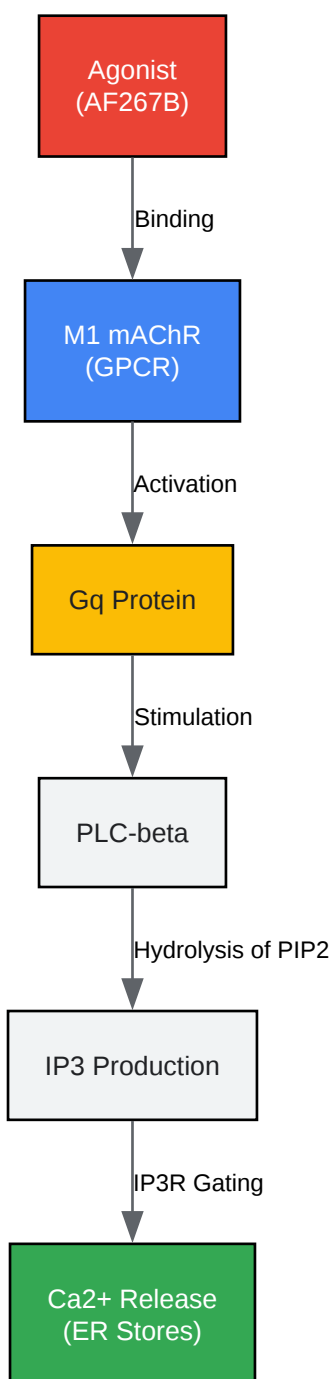 Agonist
(AF267B)
Binding
M1 mAChR
(GPCR)
Activation
Gq Protein
Stimulation
PLC-beta
Hydrolysis of PIP2
IP3 Production
IP3R Gating
Ca2+ Release
(ER Stores)